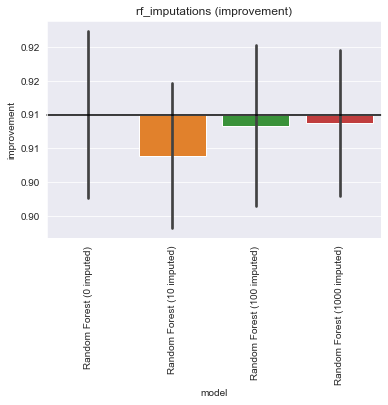 rf_imputations (improvement)
improvement
0.92
0.92
0.91
0.91
0.90
0.90
Random Forest (0 imputed)
Random Forest (10 imputed)
Random Forest (100 imputed)
Random Forest (1000 imputed)
model